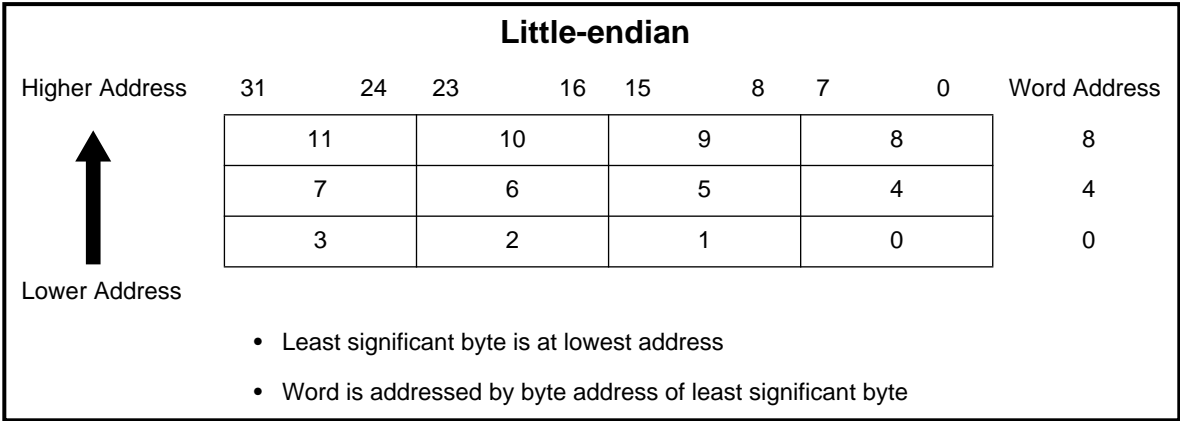 Little-endian
Higher Address 31 24 23 16 15 8 7 0 Word Address
11 10 9 8 8
7 6 5 4 4
3 2 1 0 0
Lower Address
• Least significant byte is at lowest address
• Word is addressed by byte address of least significant byte